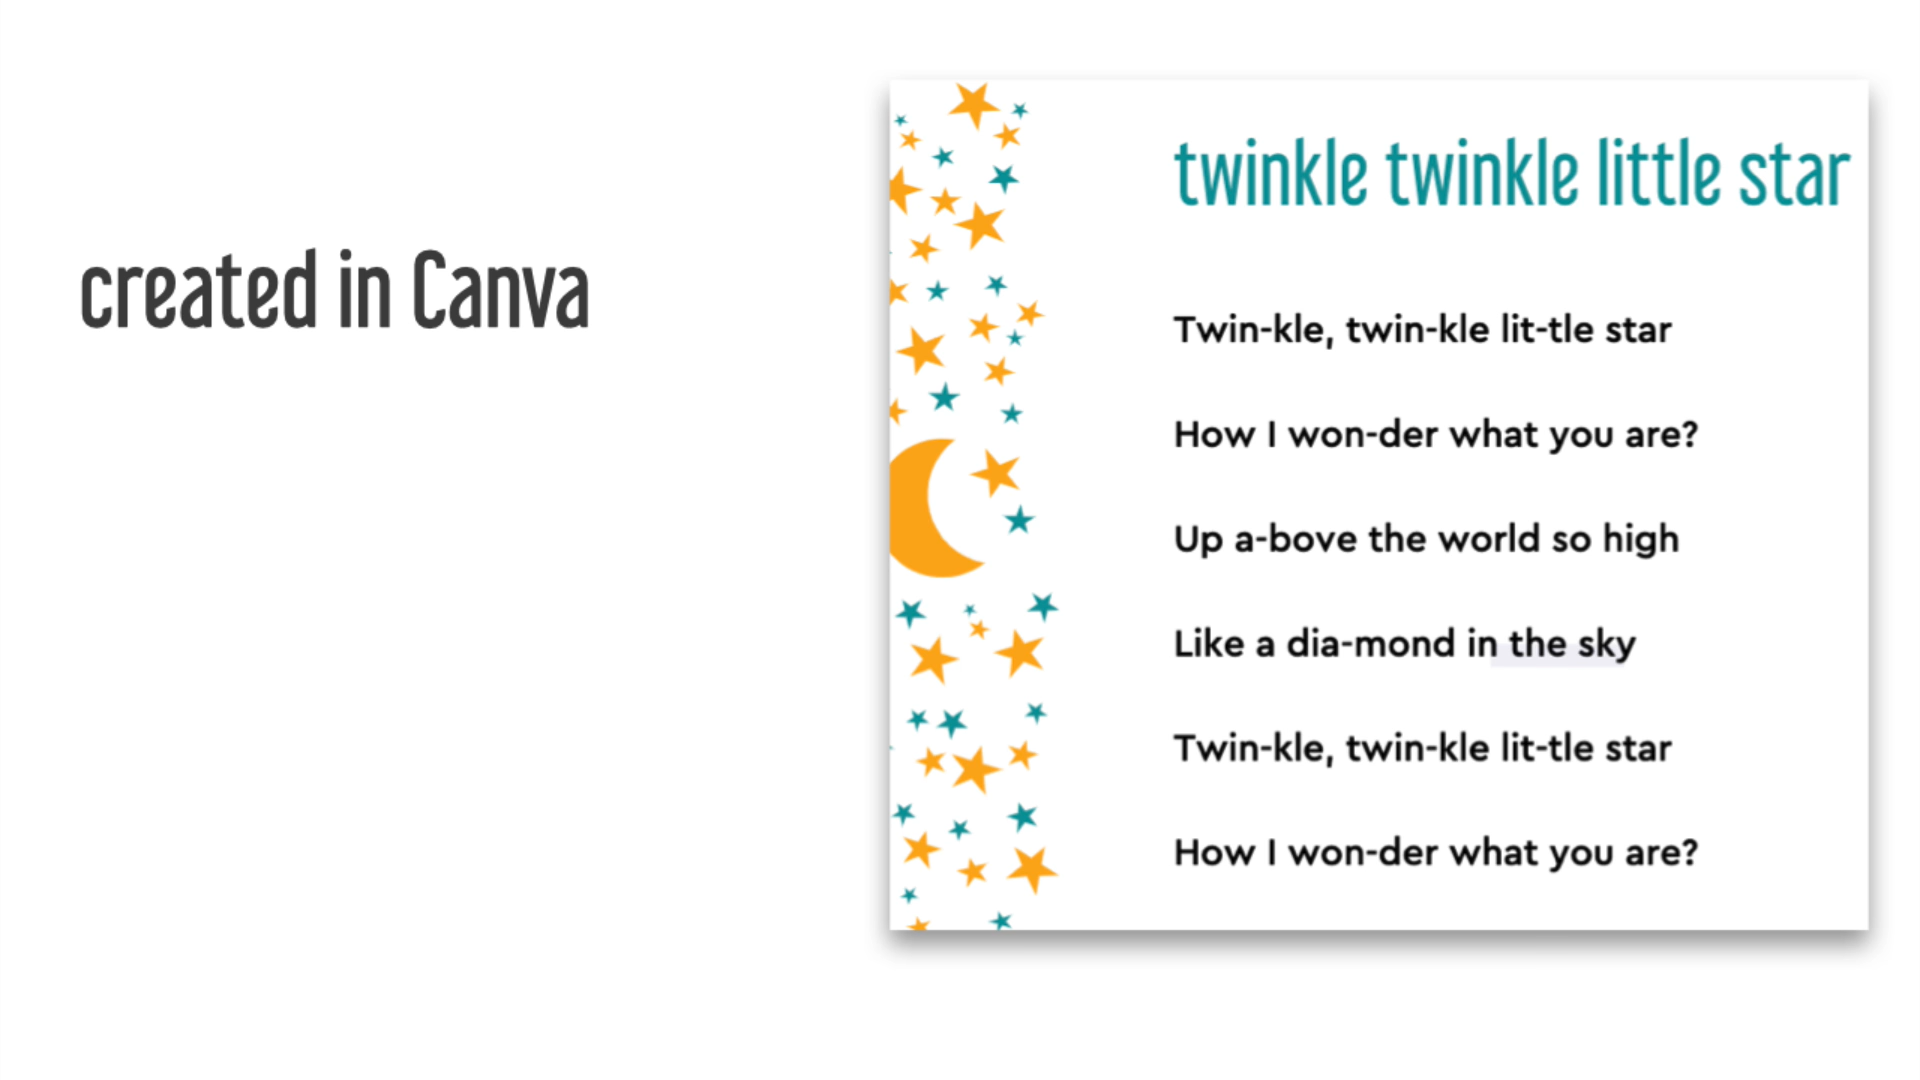 created in Canva
twinkle twinkle little star
Twin-kle, twin-kle lit-tle star
How I won-der what you are?
Up a-bove the world so high
Like a dia-mond in the sky
Twin-kle, twin-kle lit-tle star
How I won-der what you are?